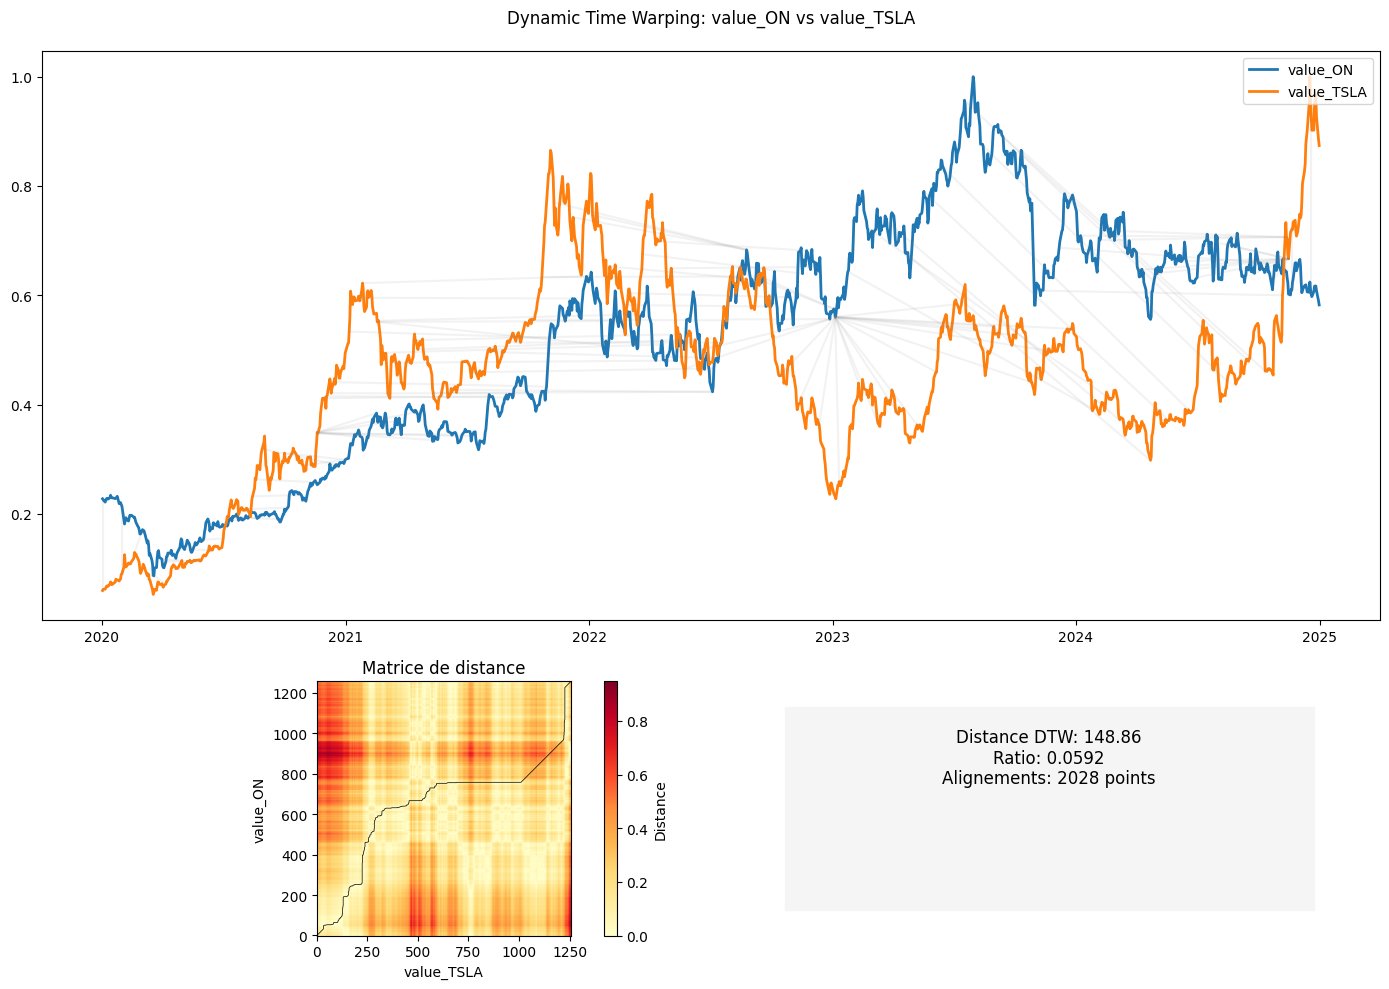 Dynamic Time Warping: value_ON vs value_TSLA
value_ON
value_TSLA
1.0
0.8
0.6
0.4
0.2
2020 2021 2022 2023 2024 2025
Matrice de distance
value_ON
1200
1000
800
600
400
200
0
0 250 500 750 1000 1250
value_TSLA
0.8
0.6
0.4
0.2
0.0
Distance
Distance DTW: 148.86
Ratio: 0.0592
Alignements: 2028 points